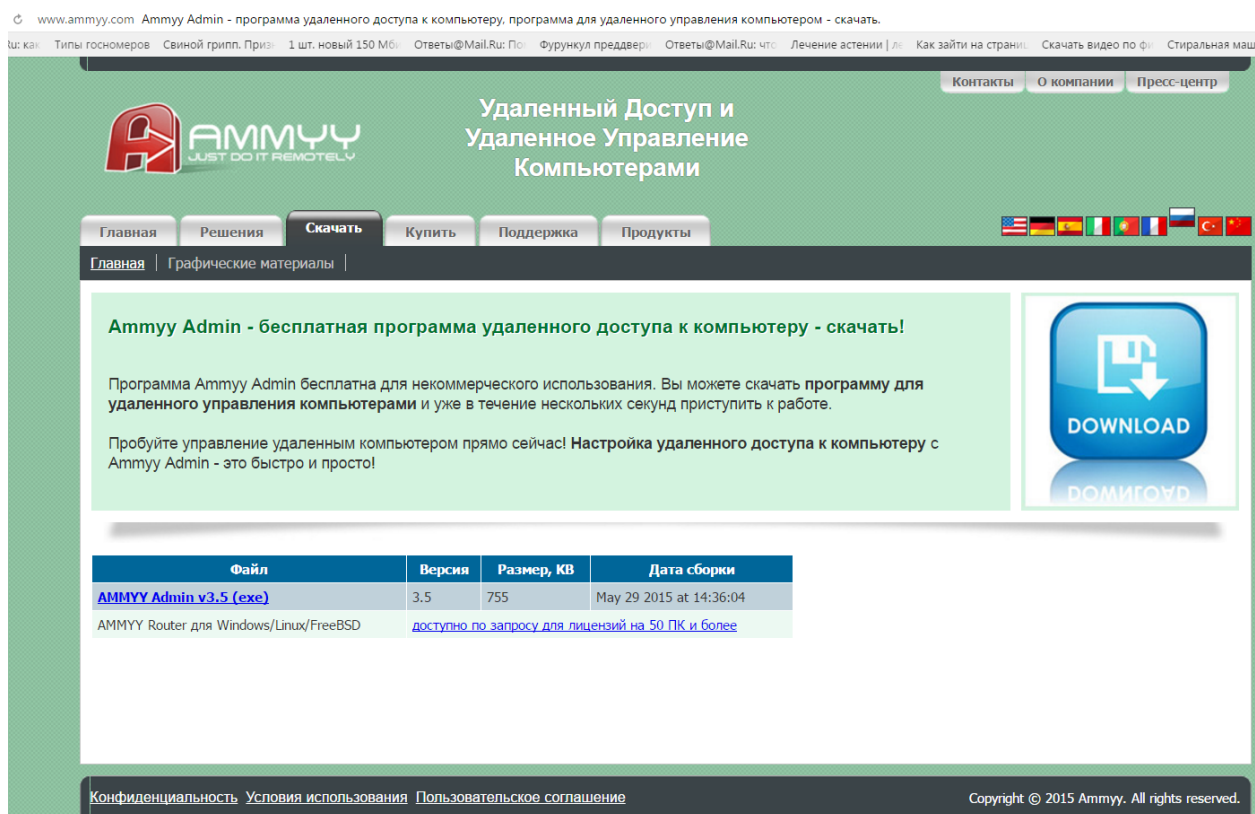 www.ammyy.com Ammyy Admin - программа удаленного доступа к компьютеру, программа для удаленного управления компьютером - скачать.
Ru: как Типы госномеров Свиной грипп. Приз 1 шт. новый 150 Мб Ответы@Mail.Ru: По Фурункул преддвери Ответы@Mail.Ru: что Лечение астении | ле Как зайти на страниц Скачать видео по фи Стиральная маш
Контакты О компании Пресс-центр
AMMYY
JUST DO IT REMOTELY
Удаленный Доступ и
Удаленное Управление
Компьютерами
Главная Решения Скачать Купить Поддержка Продукты
Главная | Графические материалы |
Ammyy Admin - бесплатная программа удаленного доступа к компьютеру - скачать!
Программа Ammyy Admin бесплатна для некоммерческого использования. Вы можете скачать программу для
удаленного управления компьютерами и уже в течение нескольких секунд приступить к работе.
Пробуйте управление удаленным компьютером прямо сейчас! Настройка удаленного доступа к компьютеру с
Ammyy Admin - это быстро и просто!
DOWNLOAD
Файл Версия Размер, KB Дата сборки
AMMYY Admin v3.5 (exe) 3.5 755 May 29 2015 at 14:36:04
AMMYY Router для Windows/Linux/FreeBSD доступно по запросу для лицензий на 50 ПК и более
Конфиденциальность Условия использования Пользовательское соглашение
Copyright © 2015 Ammyy. All rights reserved.